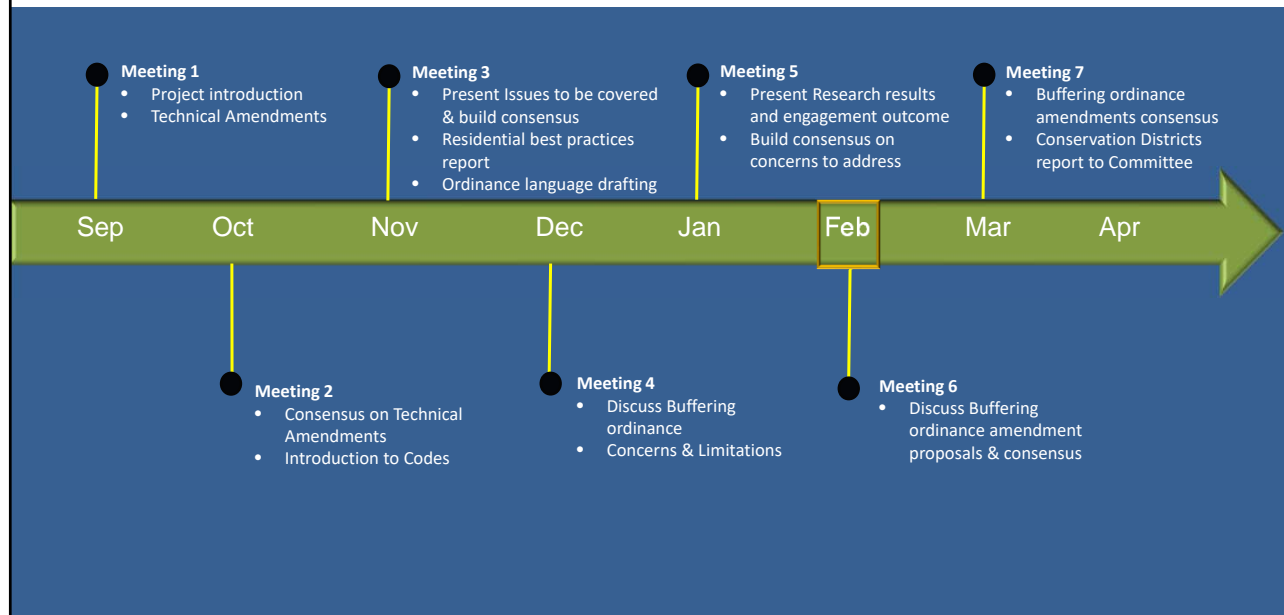 Meeting 1
• Project introduction
• Technical Amendments
Meeting 3
• Present Issues to be covered
& build consensus
• Residential best practices
report
• Ordinance language drafting
Meeting 5
• Present Research results
and engagement outcome
• Build consensus on
concerns to address
Meeting 7
• Buffering ordinance
amendments consensus
• Conservation Districts
report to Committee
Sep Oct Nov Dec Jan Feb Mar Apr
Meeting 2
• Consensus on Technical
Amendments
• Introduction to Codes
Meeting 4
• Discuss Buffering
ordinance
• Concerns & Limitations
Meeting 6
• Discuss Buffering
ordinance amendment
proposals & consensus